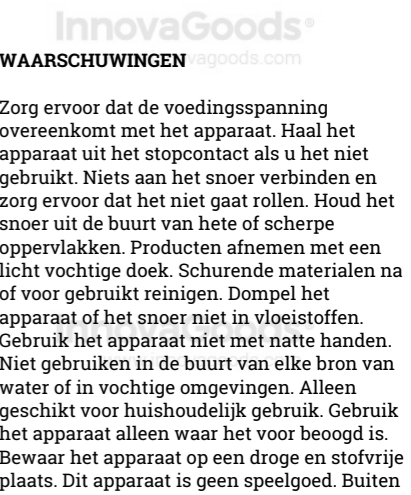 InnovaGoods®
WAARSCHUWINGEN vagoods.com
Zorg ervoor dat de voedingsspanning
overeenkomt met het apparaat. Haal het
apparaat uit het stopcontact als u het niet
gebruikt. Niets aan het snoer verbinden en
zorg ervoor dat het niet gaat rollen. Houd het
snoer uit de buurt van hete of scherpe
oppervlakken. Producten afnemen met een
licht vochtige doek. Schurende materialen na
of voor gebruikt reinigen. Dompel het
apparaat of het snoer niet in vloeistoffen.
Gebruik het apparaat niet met natte handen.
Niet gebruiken in de buurt van elke bron van
water of in vochtige omgevingen. Alleen
geschikt voor huishoudelijk gebruik. Gebruik
het apparaat alleen waar het voor beoogd is.
Bewaar het apparaat op een droge en stofvrije
plaats. Dit apparaat is geen speelgoed. Buiten